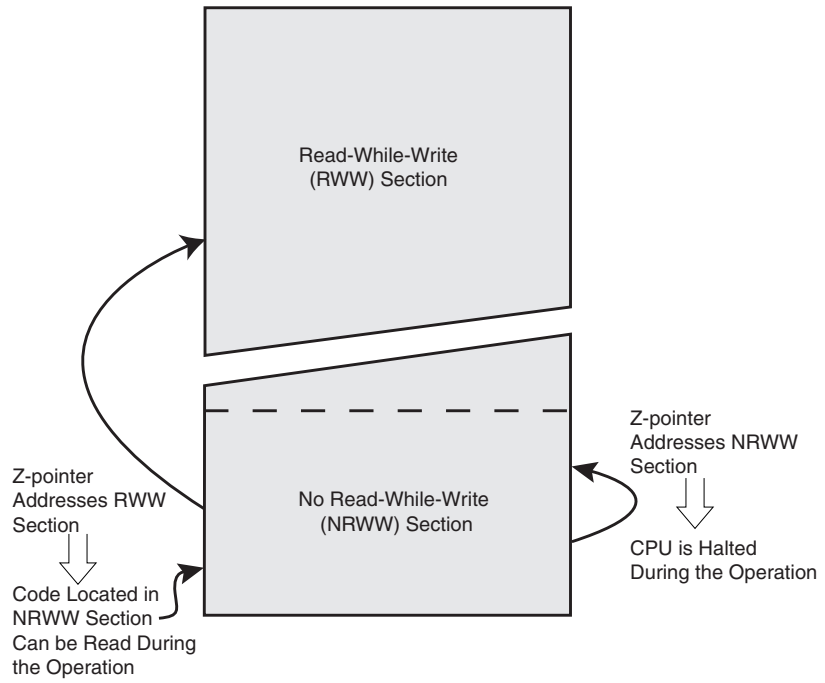 Read-While-Write
(RWW) Section
Z-pointer
Addresses NRWW
Section
Z-pointer
Addresses RWW
Section
No Read-While-Write
(NRWW) Section
CPU is Halted
During the Operation
Code Located in
NRWW Section
Can be Read During
the Operation